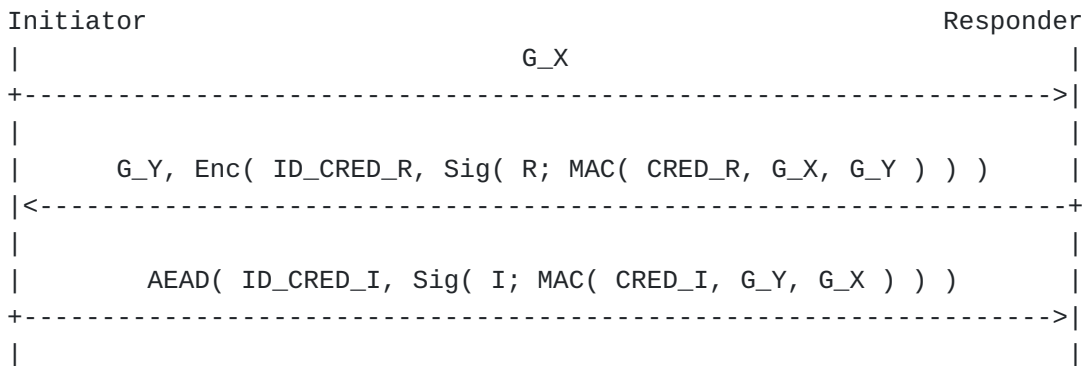 Initiator                                                   Responder
|                                G_X                                |
+------------------------------------------------------------------>|
|                                                                   |
|      G_Y, Enc( ID_CRED_R, Sig( R; MAC( CRED_R, G_X, G_Y ) ) )     |
|<------------------------------------------------------------------+
|                                                                   |
|        AEAD( ID_CRED_I, Sig( I; MAC( CRED_I, G_Y, G_X ) ) )       |
+------------------------------------------------------------------>|
|                                                                   |